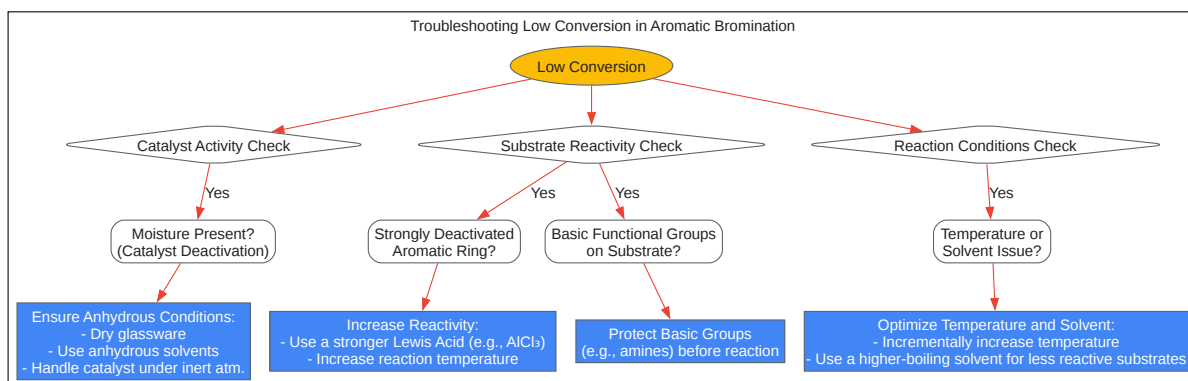 Troubleshooting Low Conversion in Aromatic Bromination
Low Conversion
Catalyst Activity Check
Substrate Reactivity Check
Reaction Conditions Check
Yes
Yes
Yes
Yes
Moisture Present?
(Catalyst Deactivation)
Strongly Deactivated
Aromatic Ring?
Basic Functional Groups
on Substrate?
Temperature or
Solvent Issue?
Ensure Anhydrous Conditions:
- Dry glassware
- Use anhydrous solvents
- Handle catalyst under inert atm.
Increase Reactivity:
- Use a stronger Lewis Acid (e.g., AlCl₃)
- Increase reaction temperature
Protect Basic Groups
(e.g., amines) before reaction
Optimize Temperature and Solvent:
- Incrementally increase temperature
- Use a higher-boiling solvent for less reactive substrates